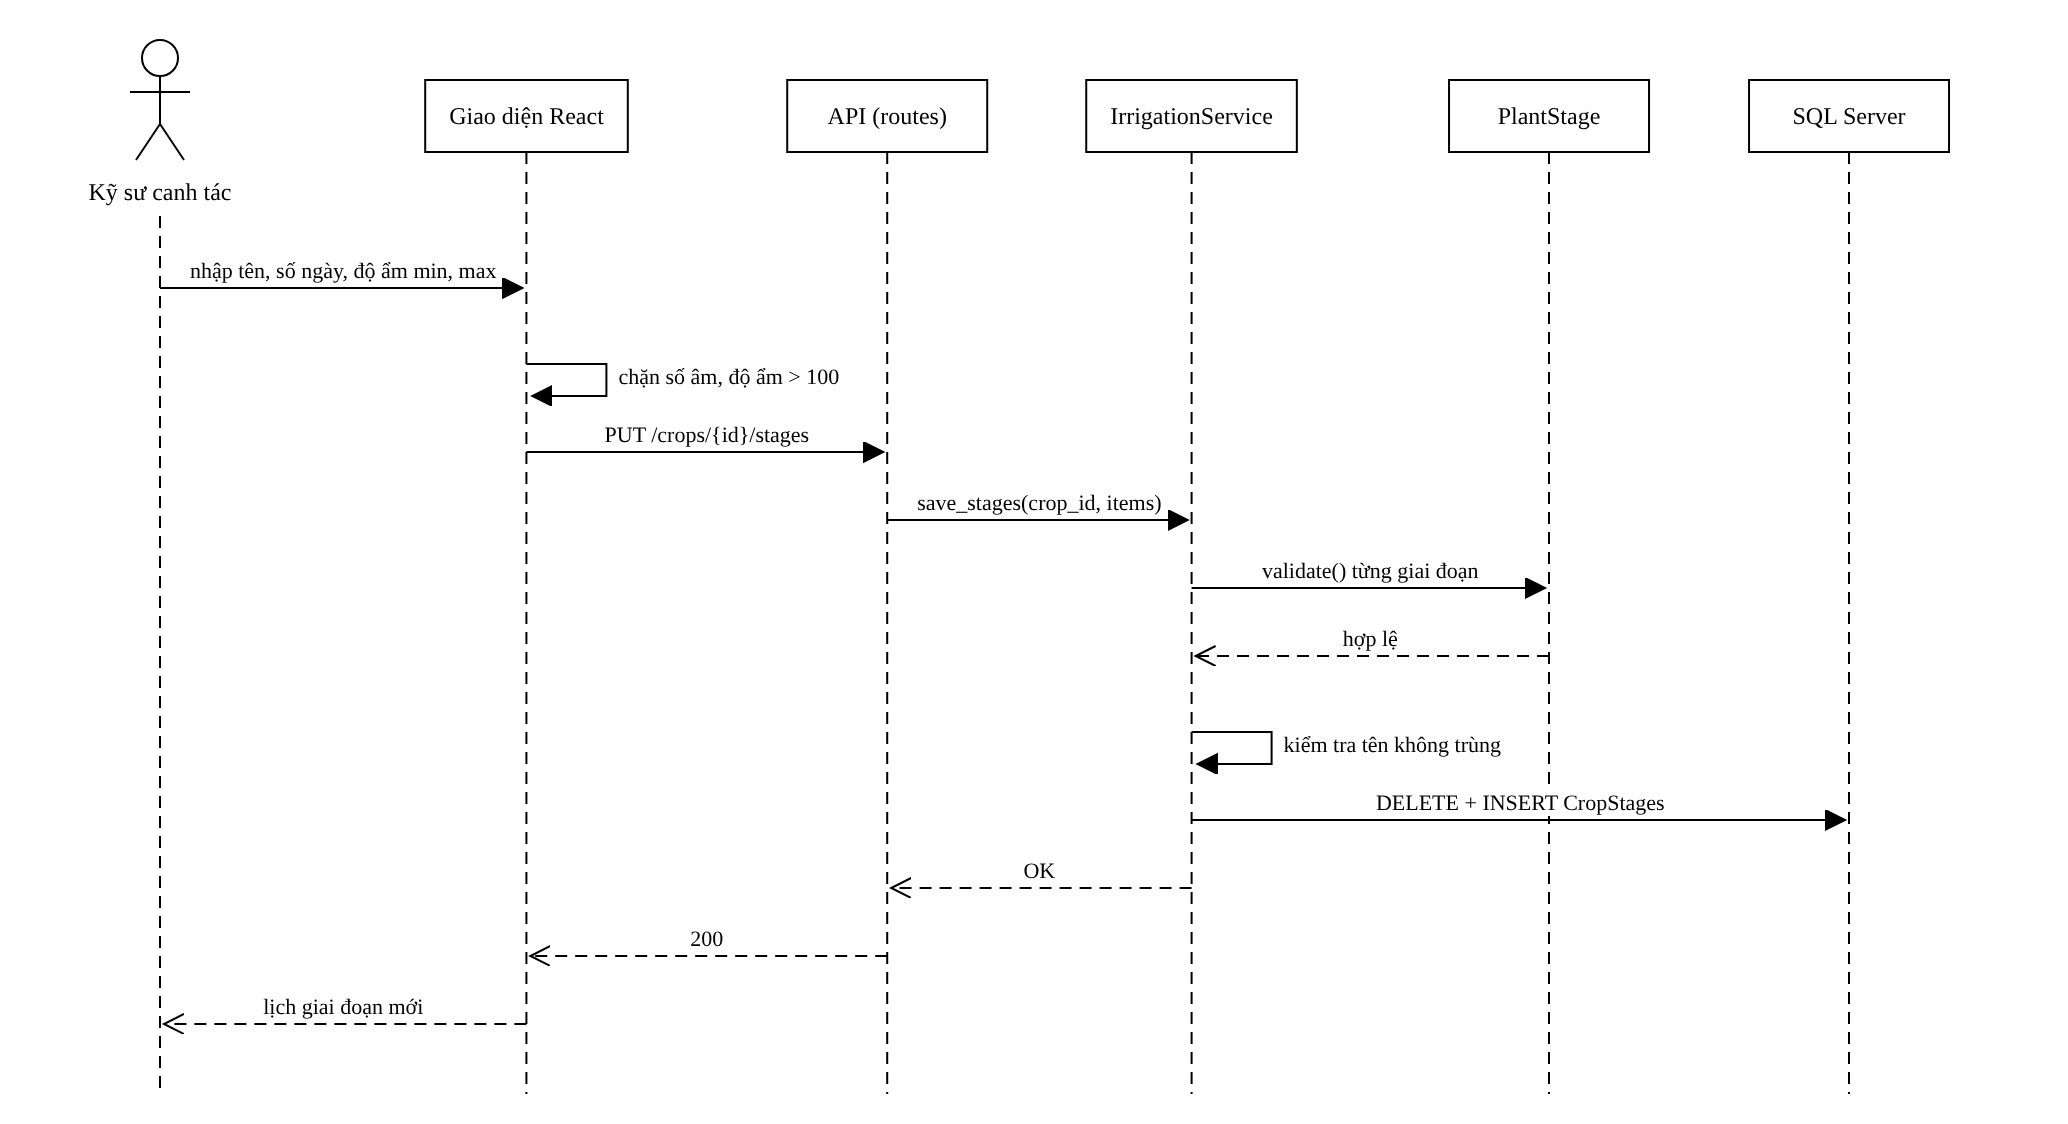 Giao diện React
API (routes)
IrrigationService
PlantStage
SQL Server
Kỹ sư canh tác
nhập tên, số ngày, độ ẩm min, max
chặn số âm, độ ẩm > 100
PUT /crops/{id}/stages
save_stages(crop_id, items)
validate() từng giai đoạn
hợp lệ
kiểm tra tên không trùng
DELETE + INSERT CropStages
OK
200
lịch giai đoạn mới